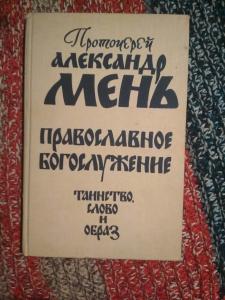 Протоиерей
АЛЕКСАНДР
МЕНЬ
ПРАВОСЛАВНОЕ
БОГОСЛУЖЕНИЕ
ТАИНСТВО,
СЛОВО
И ОБРАЗ